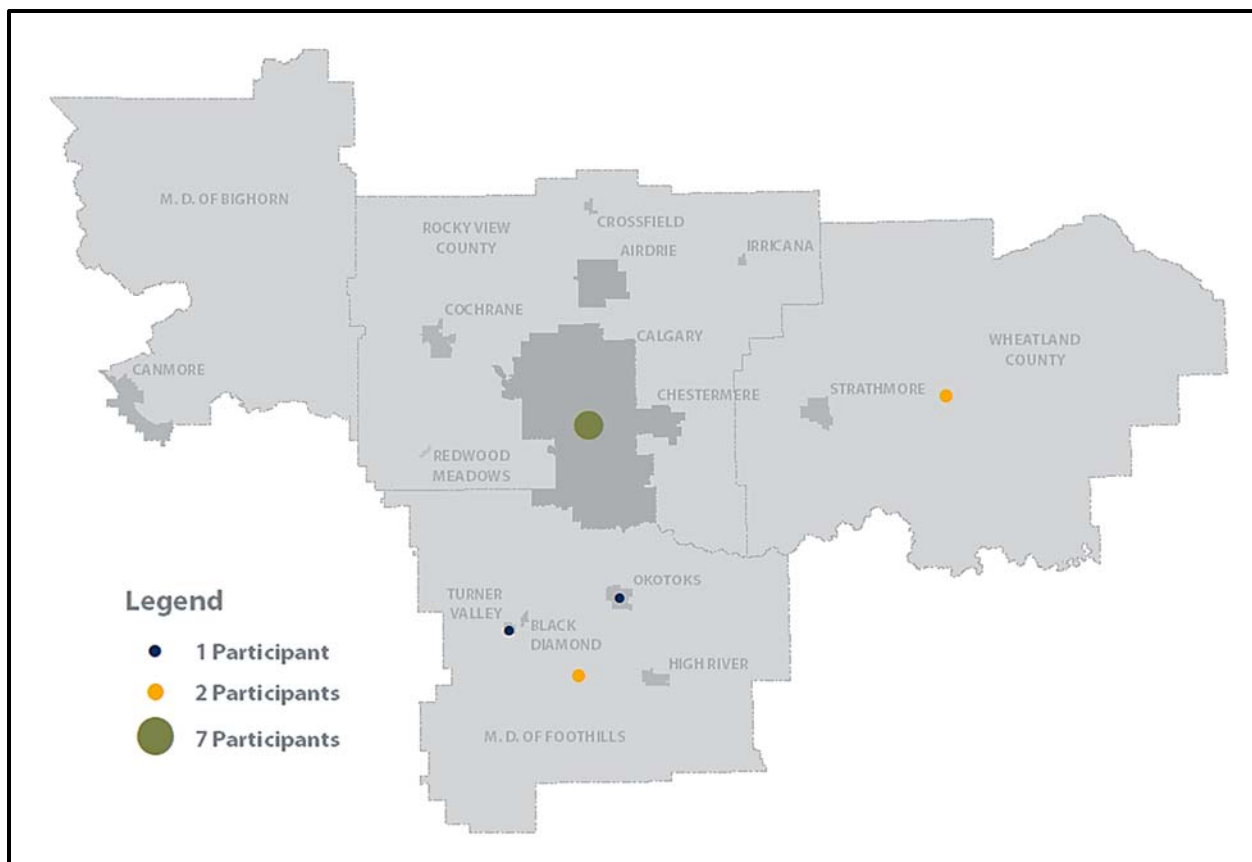 M. D. OF BIGHORN
ROCKY VIEW
COUNTY
CROSSFIELD
AIRDRIE
IRRICANA
COCHRANE
CALGARY
WHEATLAND
COUNTY
CANMORE
CHESTERMERE
STRATHMORE
REDWOOD
MEADOWS
OKOTOKS
TURNER
VALLEY
BLACK
DIAMOND
HIGH RIVER
M. D. OF FOOTHILLS
Legend
1 Participant
2 Participants
7 Participants